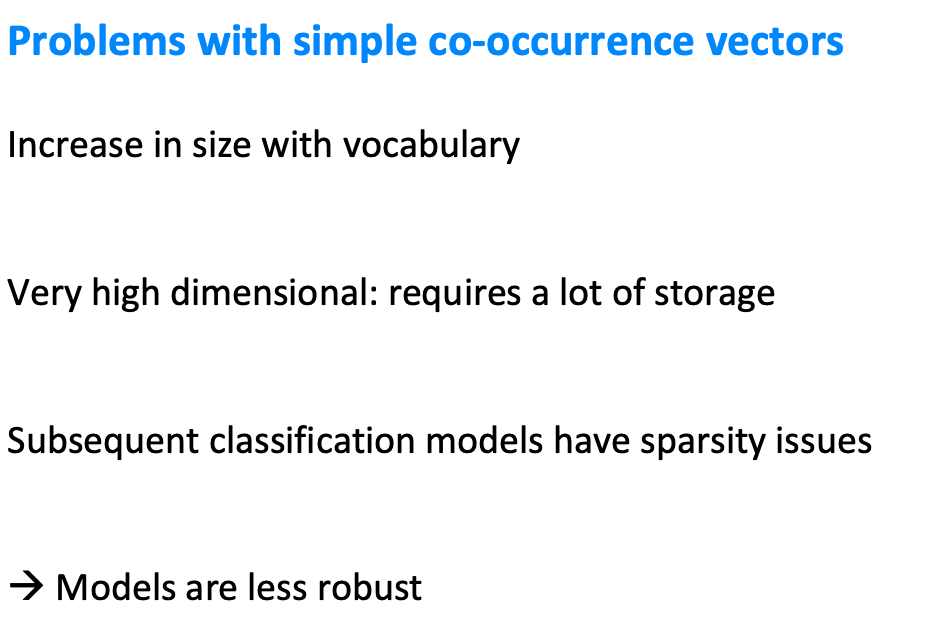 Problems with simple co-occurrence vectors
Increase in size with vocabulary
Very high dimensional: requires a lot of storage
Subsequent classification models have sparsity issues
→ Models are less robust